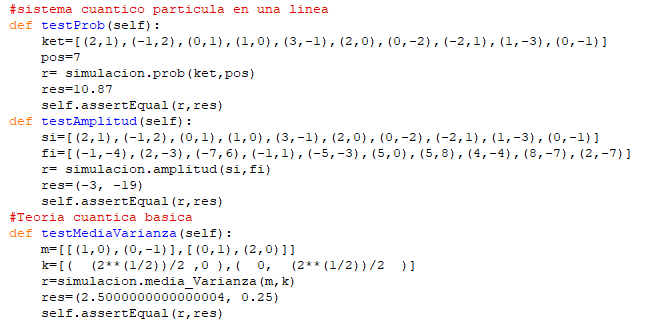 #sistema cuantico particula en una linea
def testProb(self):
ket=[(2,1),(-1,2),(0,1),(1,0),(3,-1),(2,0),(0,-2),(-2,1),(1,-3),(0,-1)]
pos=7
r= simulacion.prob(ket,pos)
res=10.87
self.assertEqual(r,res)
def testAmplitud(self):
si=[(2,1),(-1,2),(0,1),(1,0),(3,-1),(2,0),(0,-2),(-2,1),(1,-3),(0,-1)]
fi=[(-1,-4),(2,-3),(-7,6),(-1,1),(-5,-3),(5,0),(5,8),(4,-4),(8,-7),(2,-7)]
r= simulacion.amplitud(si,fi)
res=(-3, -19)
self.assertEqual(r,res)
#Teoria cuantica basica
def testMediaVarianza(self):
m=[[(1,0),(0,-1)],[(0,1),(2,0)]]
k=[(  (2**(1/2))/2 ,0 ),(  0,  (2**(1/2))/2  )]
r=simulacion.media_Varianza(m,k)
res=(2.5000000000000004, 0.25)
self.assertEqual(r,res)